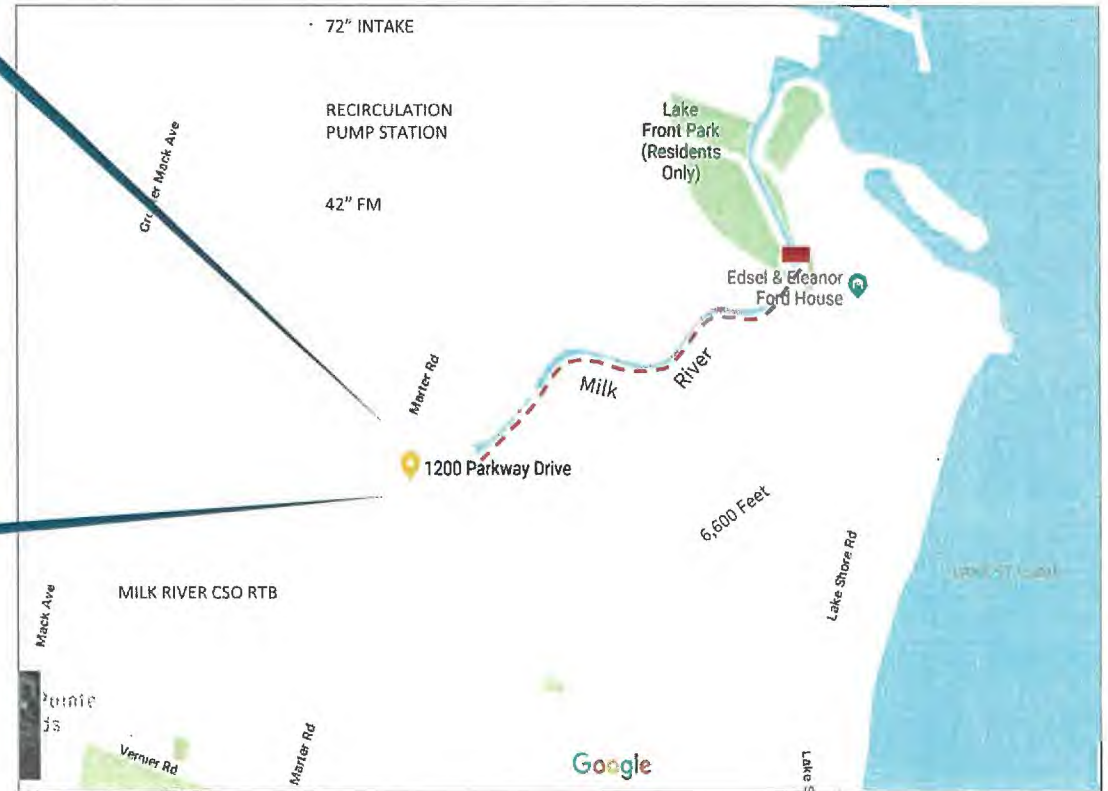 72" INTAKE
RECIRCULATION
PUMP STATION
42" FM
Lake
Front Park
(Residents
Only)
Mack Ave
Edsel & Eleanor
Ford House
Marter Rd
Milk
River
1200 Parkway Drive
6,600 Feet
Lake Shore Rd
MILK RIVER CSO RTB
Mack Ave
Vernier Rd
Marter Rd
Google